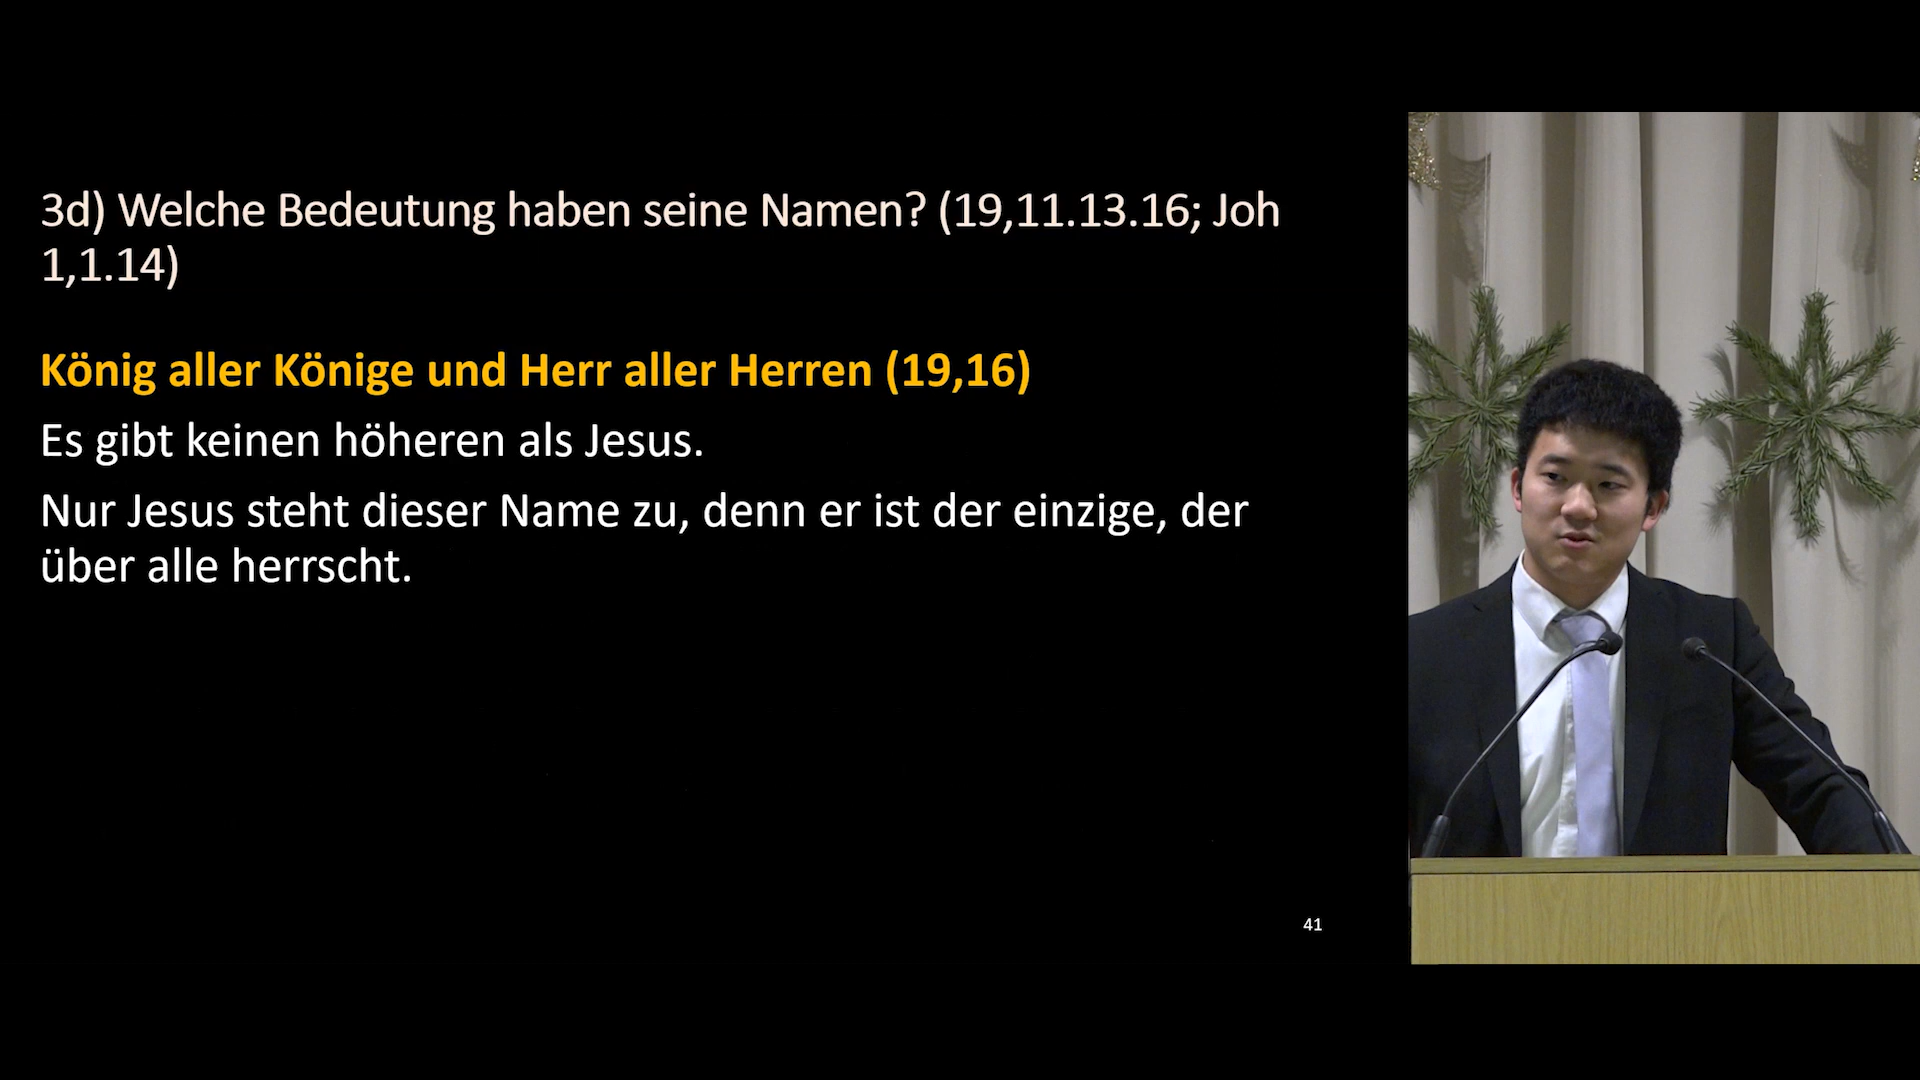 3d) Welche Bedeutung haben seine Namen? (19,11.13.16; Joh
1,1.14)
König aller Könige und Herr aller Herren (19,16)
Es gibt keinen höheren als Jesus.
Nur Jesus steht dieser Name zu, denn er ist der einzige, der
über alle herrscht.
41